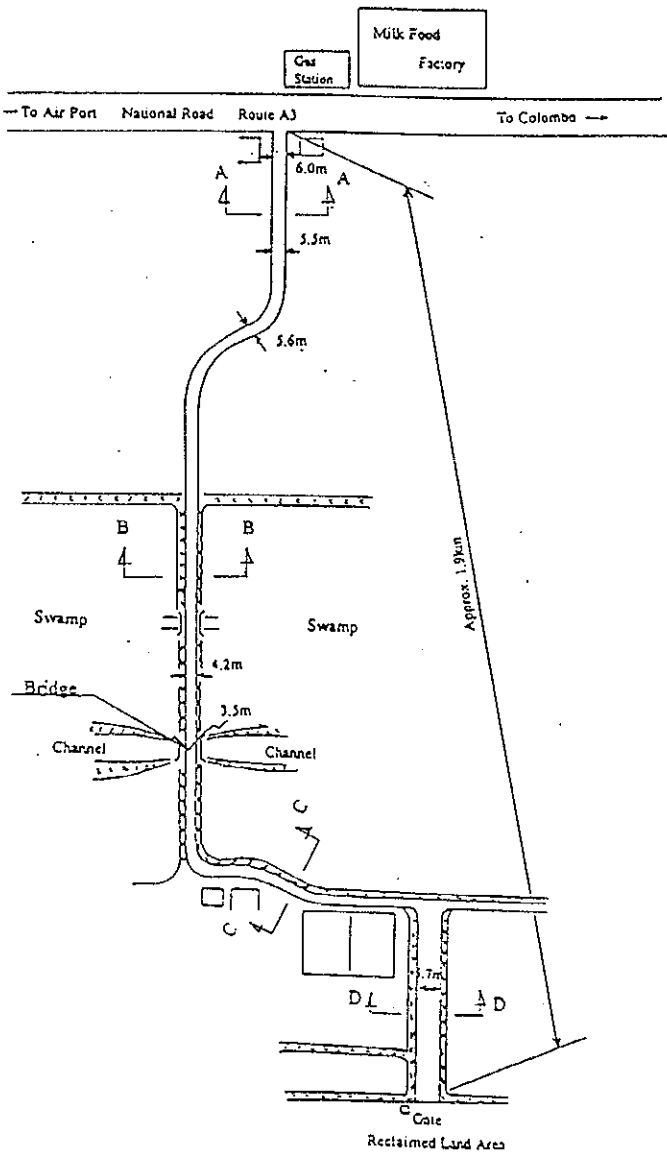 Milk Food
Factory
Gas
Station
To Air Port National Road Route A3 To Colombo
6.0m
A A
5.5m
5.6m
B B
Approx. 1.9km
Swamp Swamp
4.2m
Bridge
3.5m
Channel Channel
C
C
D D
Gate
Reclaimed Land Area